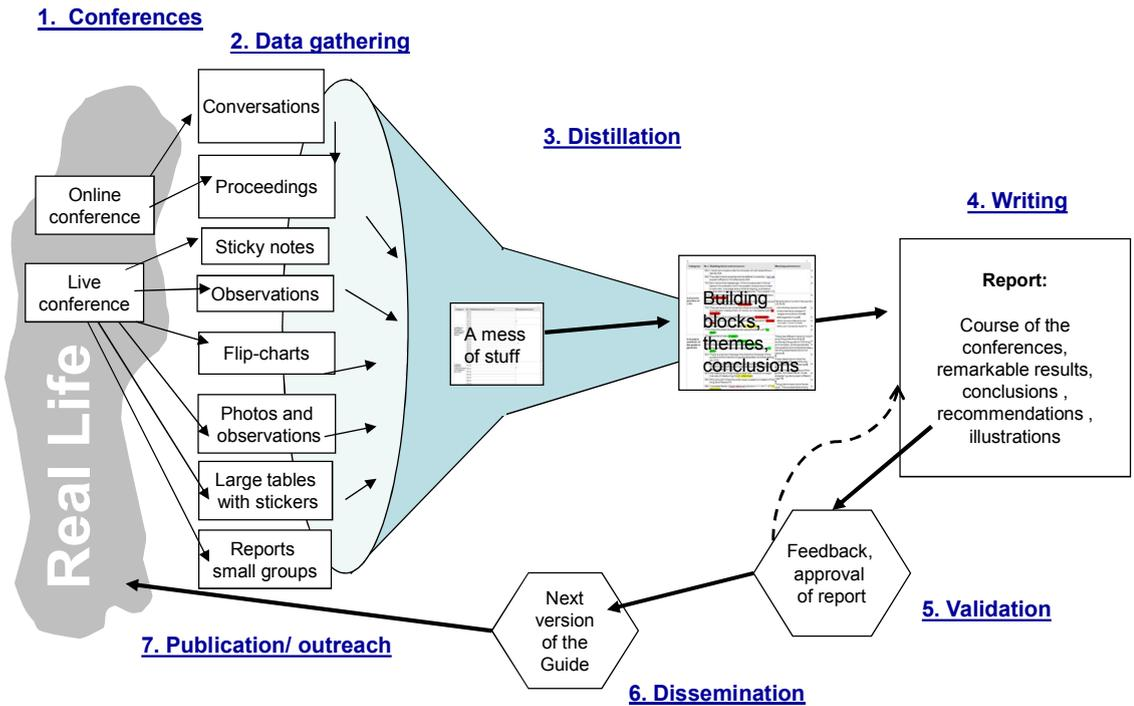 1. Conferences
2. Data gathering
Conversations
3. Distillation
Proceedings
Online
conference
4. Writing
Sticky notes
Live
conference
Observations
Report:
Building
blocks,
themes,
conclusions
A mess
of stuff
Course of the
conferences,
remarkable results,
conclusions ,
recommendations ,
illustrations
Flip-charts
Real Life
Photos and
observations
Large tables
with stickers
Reports
small groups
Feedback,
approval
of report
Next
version
of the
Guide
5. Validation
7. Publication/ outreach
6. Dissemination